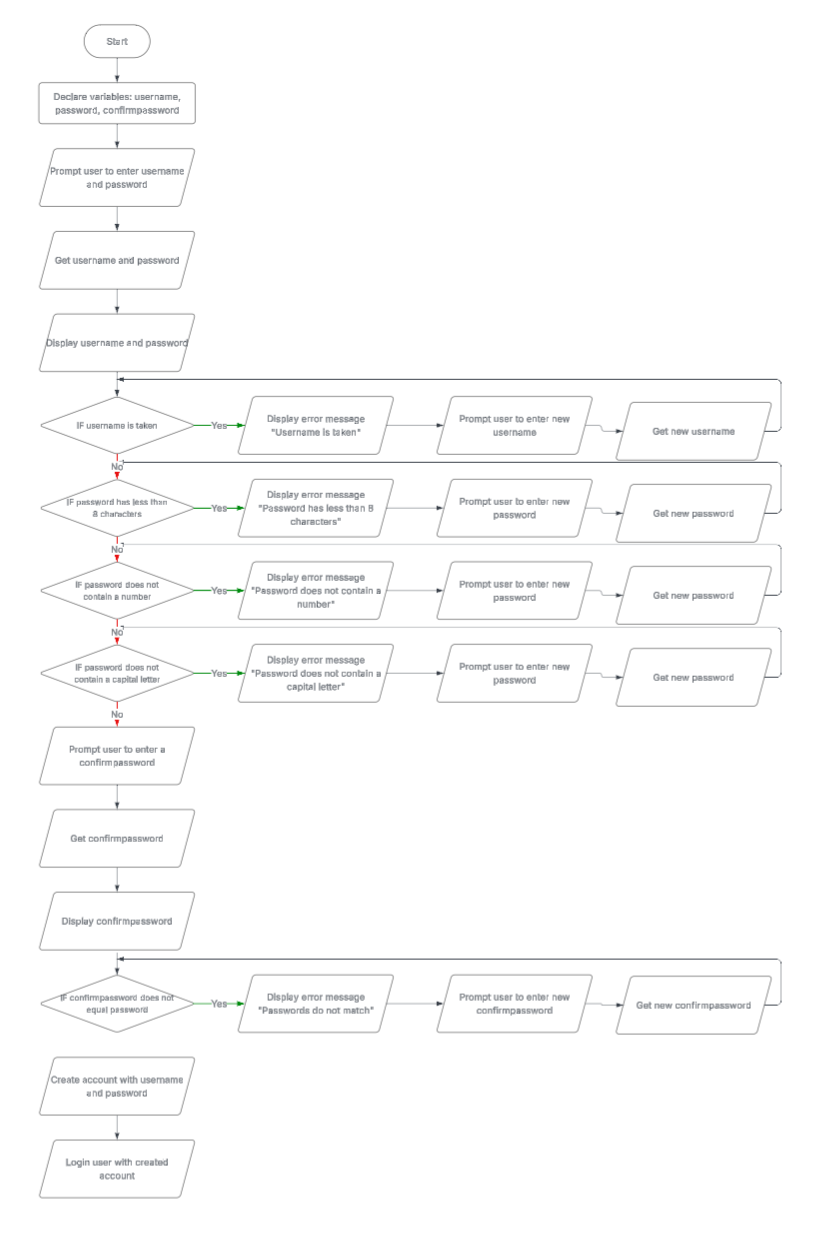 Start
Declare variables: username,
password, confirmpassword
Prompt user to enter username
and password
Get username and password
Display username and password
IF username is taken
Yes
Display error message
"Username is taken"
Prompt user to enter new
username
Get new username
No
IF password has less than
8 characters
Yes
Display error message
"Password has less than 8
characters"
Prompt user to enter new
password
Get new password
No
IF password does not
contain a number
Yes
Display error message
"Password does not contain a
number"
Prompt user to enter new
password
Get new password
No
IF password does not
contain a capital letter
Yes
Display error message
"Password does not contain a
capital letter"
Prompt user to enter new
password
Get new password
No
Prompt user to enter a
confirmpassword
Get confirmpassword
Display confirmpassword
IF confirmpassword does not
equal password
Yes
Display error message
"Passwords do not match"
Prompt user to enter new
confirmpassword
Get new confirmpassword
Create account with username
and password
Login user with created
account